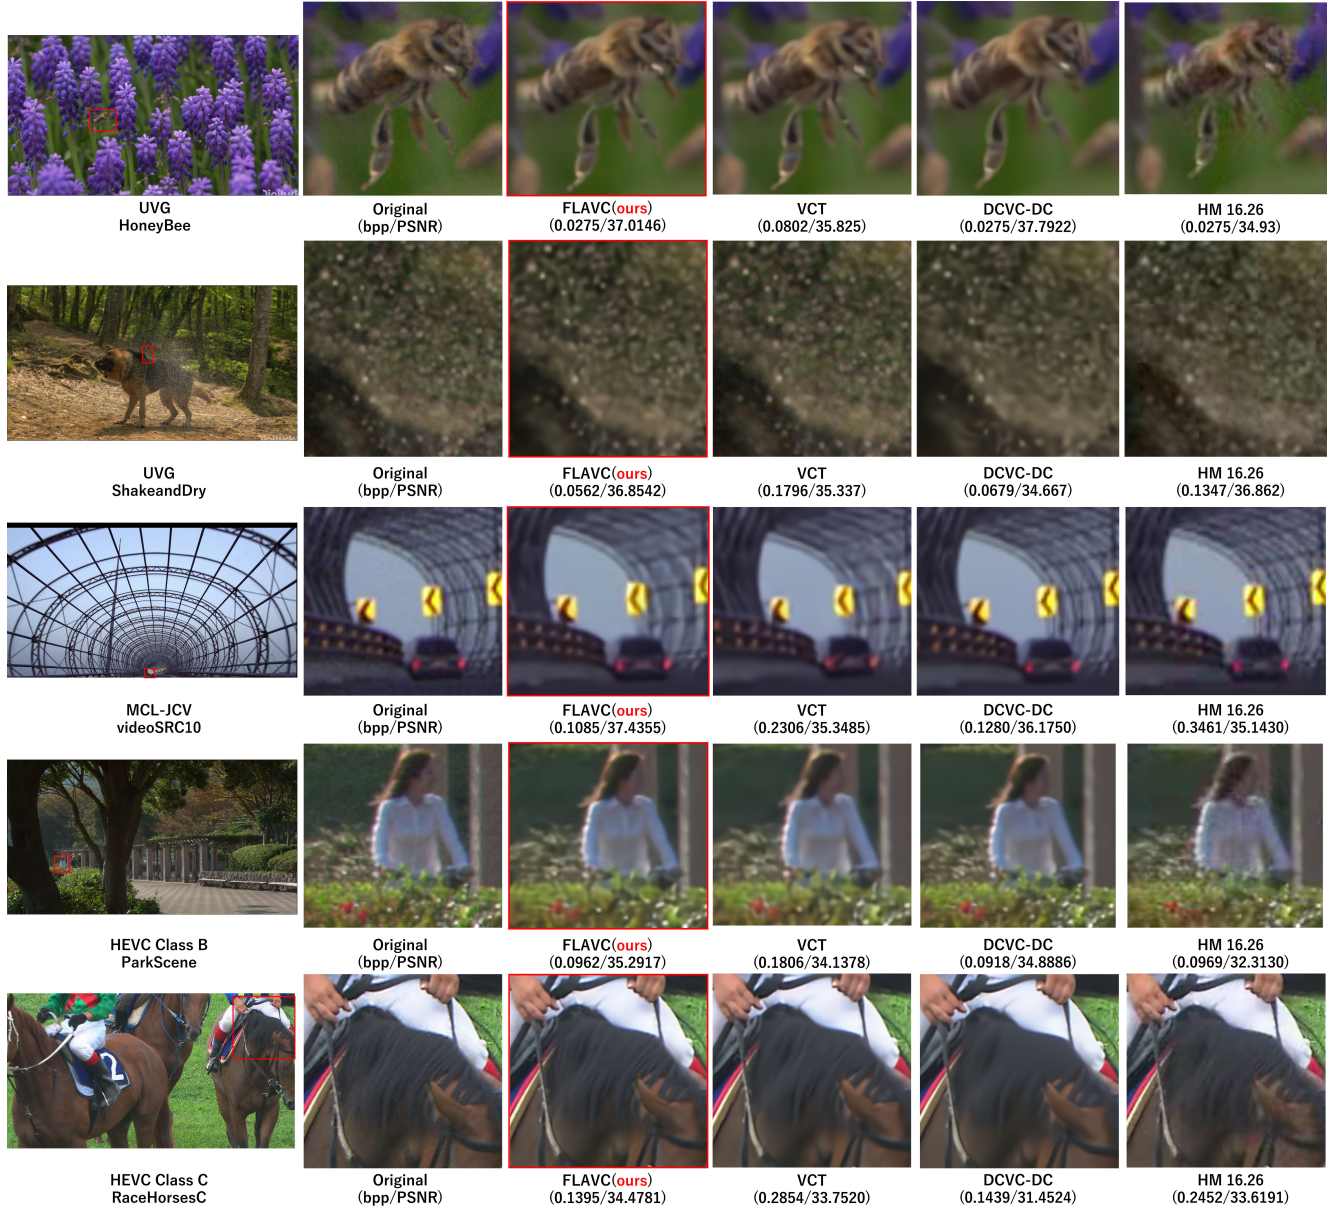 UVG
HoneyBee
Original
(bpp/PSNR)
FLAVC(ours)
(0.0275/37.0146)
VCT
(0.0802/35.825)
DCVC-DC
(0.0275/37.7922)
HM 16.26
(0.0275/34.93)
UVG
ShakeandDry
Original
(bpp/PSNR)
FLAVC(ours)
(0.0562/36.8542)
VCT
(0.1796/35.337)
DCVC-DC
(0.0679/34.667)
HM 16.26
(0.1347/36.862)
MCL-JCV
videoSRC10
Original
(bpp/PSNR)
FLAVC(ours)
(0.1085/37.4355)
VCT
(0.2306/35.3485)
DCVC-DC
(0.1280/36.1750)
HM 16.26
(0.3461/35.1430)
HEVC Class B
ParkScene
Original
(bpp/PSNR)
FLAVC(ours)
(0.0962/35.2917)
VCT
(0.1806/34.1378)
DCVC-DC
(0.0918/34.8886)
HM 16.26
(0.0969/32.3130)
2
HEVC Class C
RaceHorsesC
Original
(bpp/PSNR)
FLAVC(ours)
(0.1395/34.4781)
VCT
(0.2854/33.7520)
DCVC-DC
(0.1439/31.4524)
HM 16.26
(0.2452/33.6191)